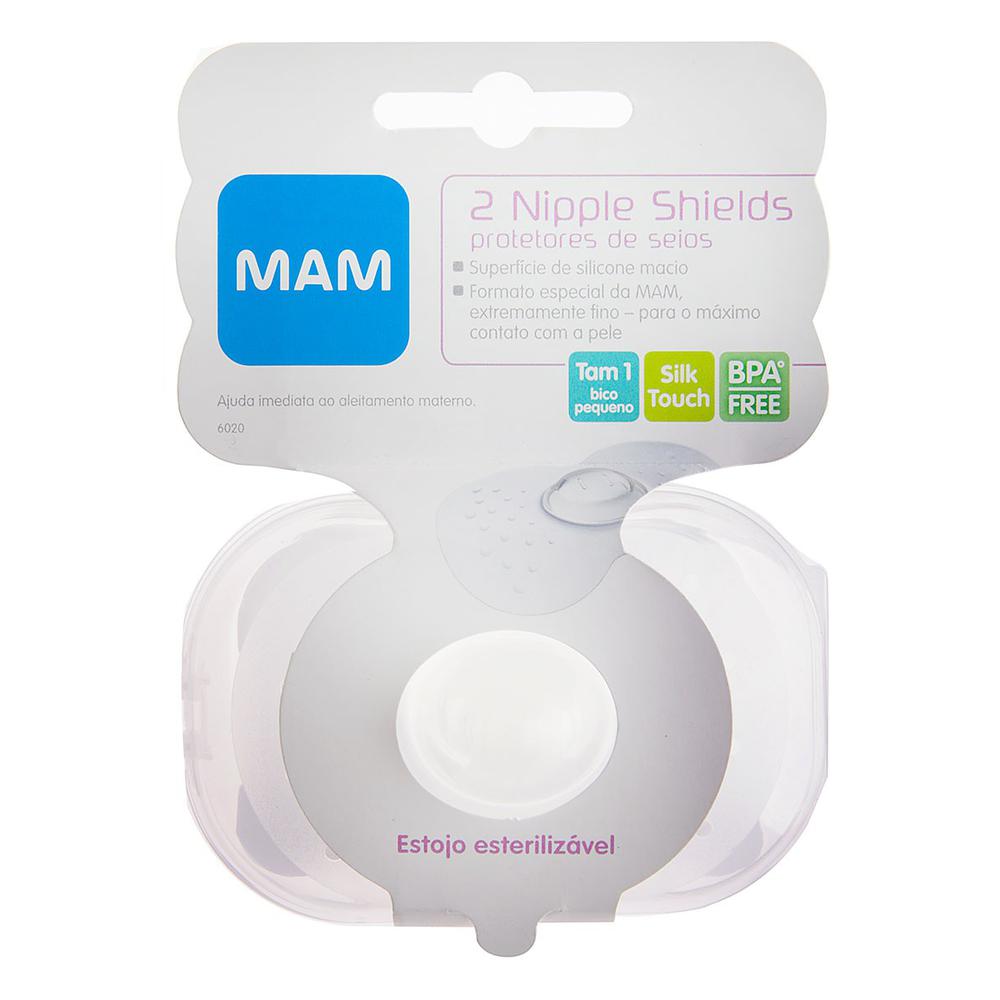 MAM
2 Nipple Shields
protetores de seios
Superfície de silicone macio
Formato especial da MAM,
extremamente fino – para o máximo
contato com a pele
Tam 1
bico
pequeno
Silk
Touch
BPA°
FREE
Ajuda imediata ao aleitamento materno.
6020
Estojo esterilizável